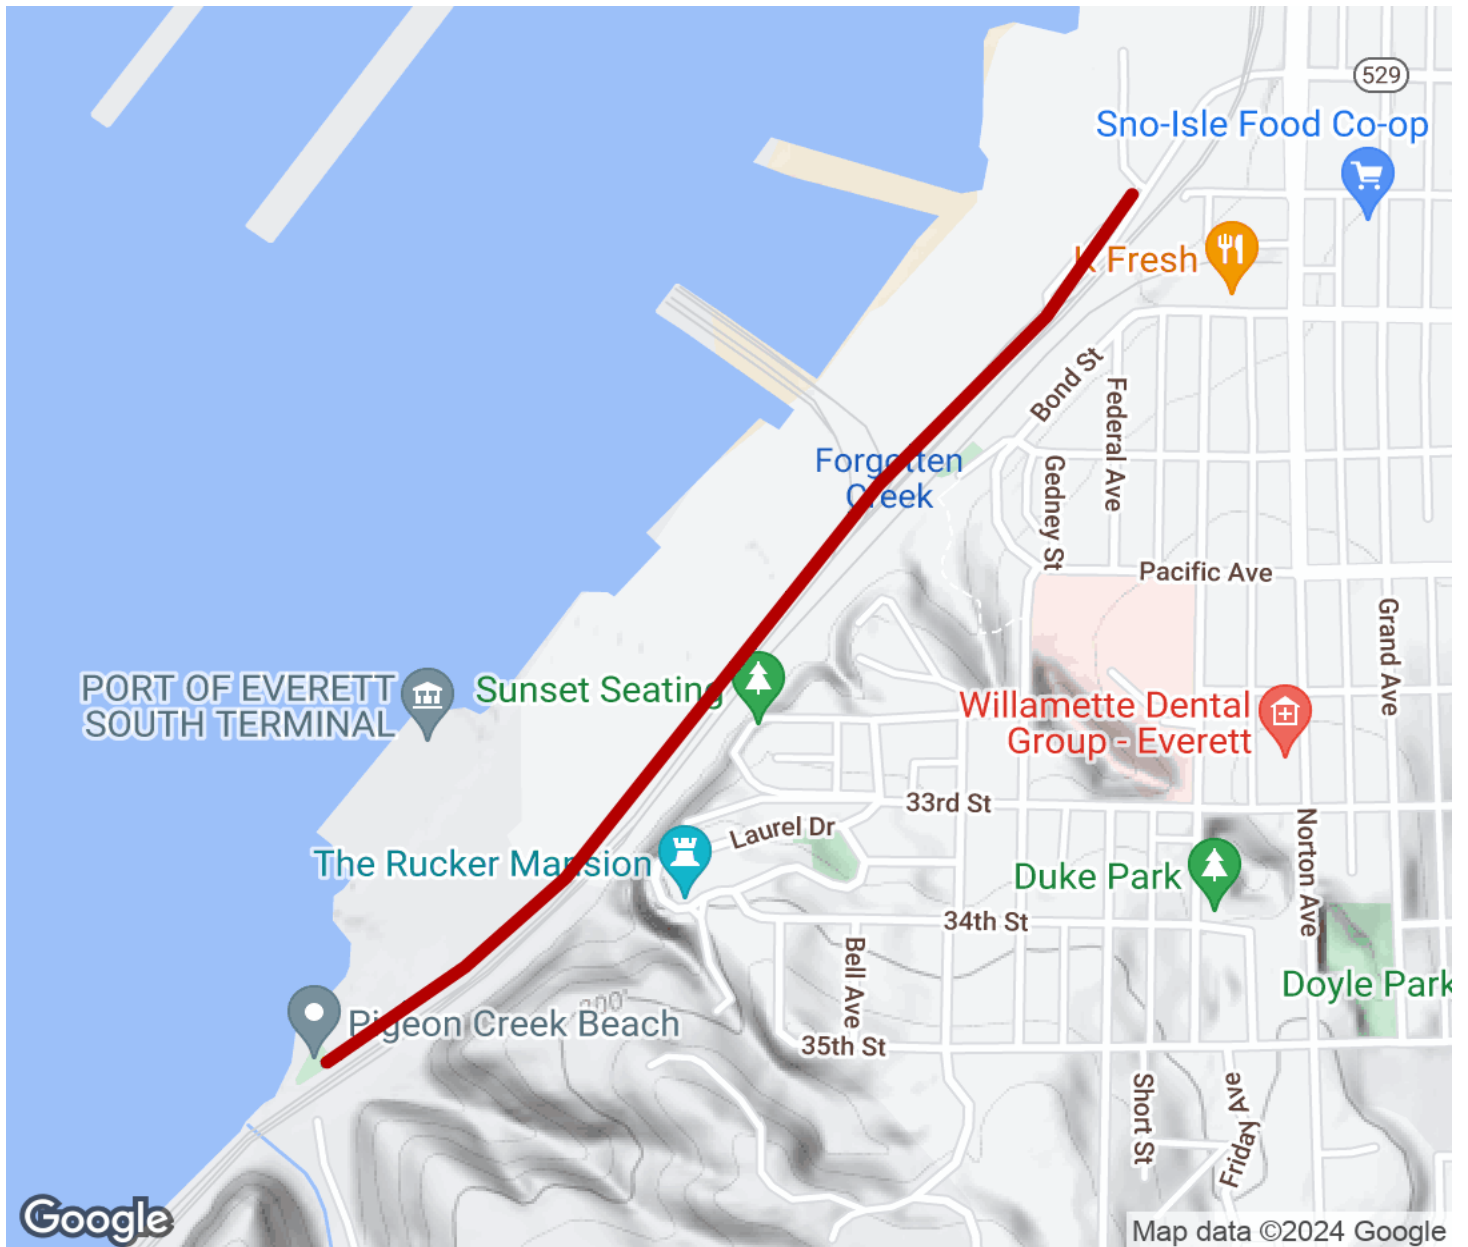 529
Sno-Isle Food Co-op
k Fresh
Bond St
Federal Ave
Forgotten
Creek
Gedney St
Pacific Ave
Grand Ave
PORT OF EVERETT
SOUTH TERMINAL
Sunset Seating
Willamette Dental
Group - Everett
33rd St
Laurel Dr
Norton Ave
The Rucker Mansion
Duke Park
34th St
Bell Ave
Doyle Park
200'
Pigeon Creek Beach
35th St
Short St
Friday Ave
Google
Map data ©2024 Google